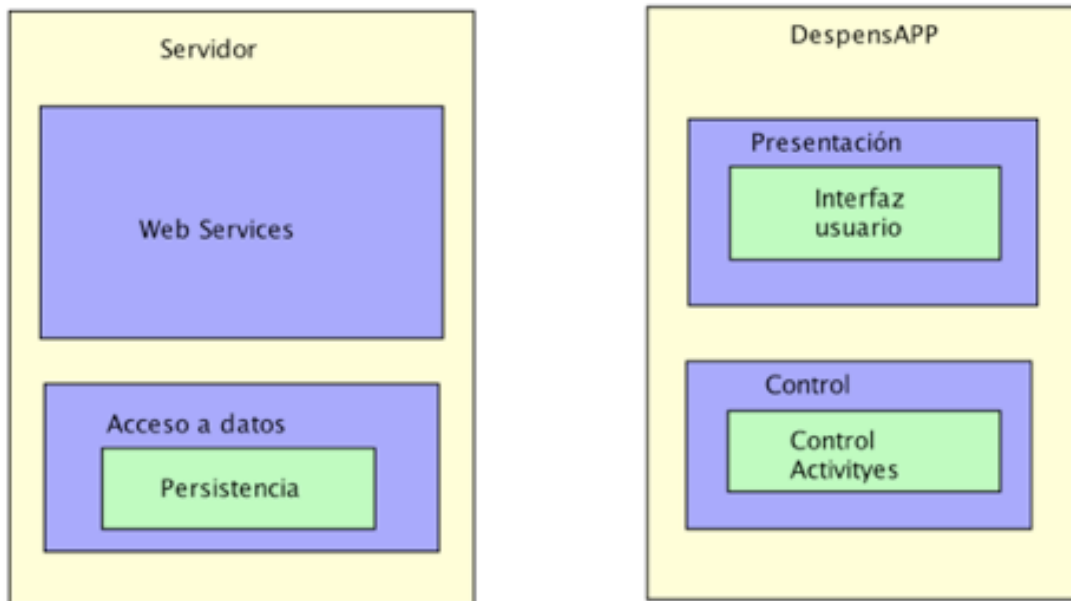 Servidor
Web Services
Acceso a datos
Persistencia
DespensAPP
Presentación
Interfaz
usuario
Control
Control
Activityes